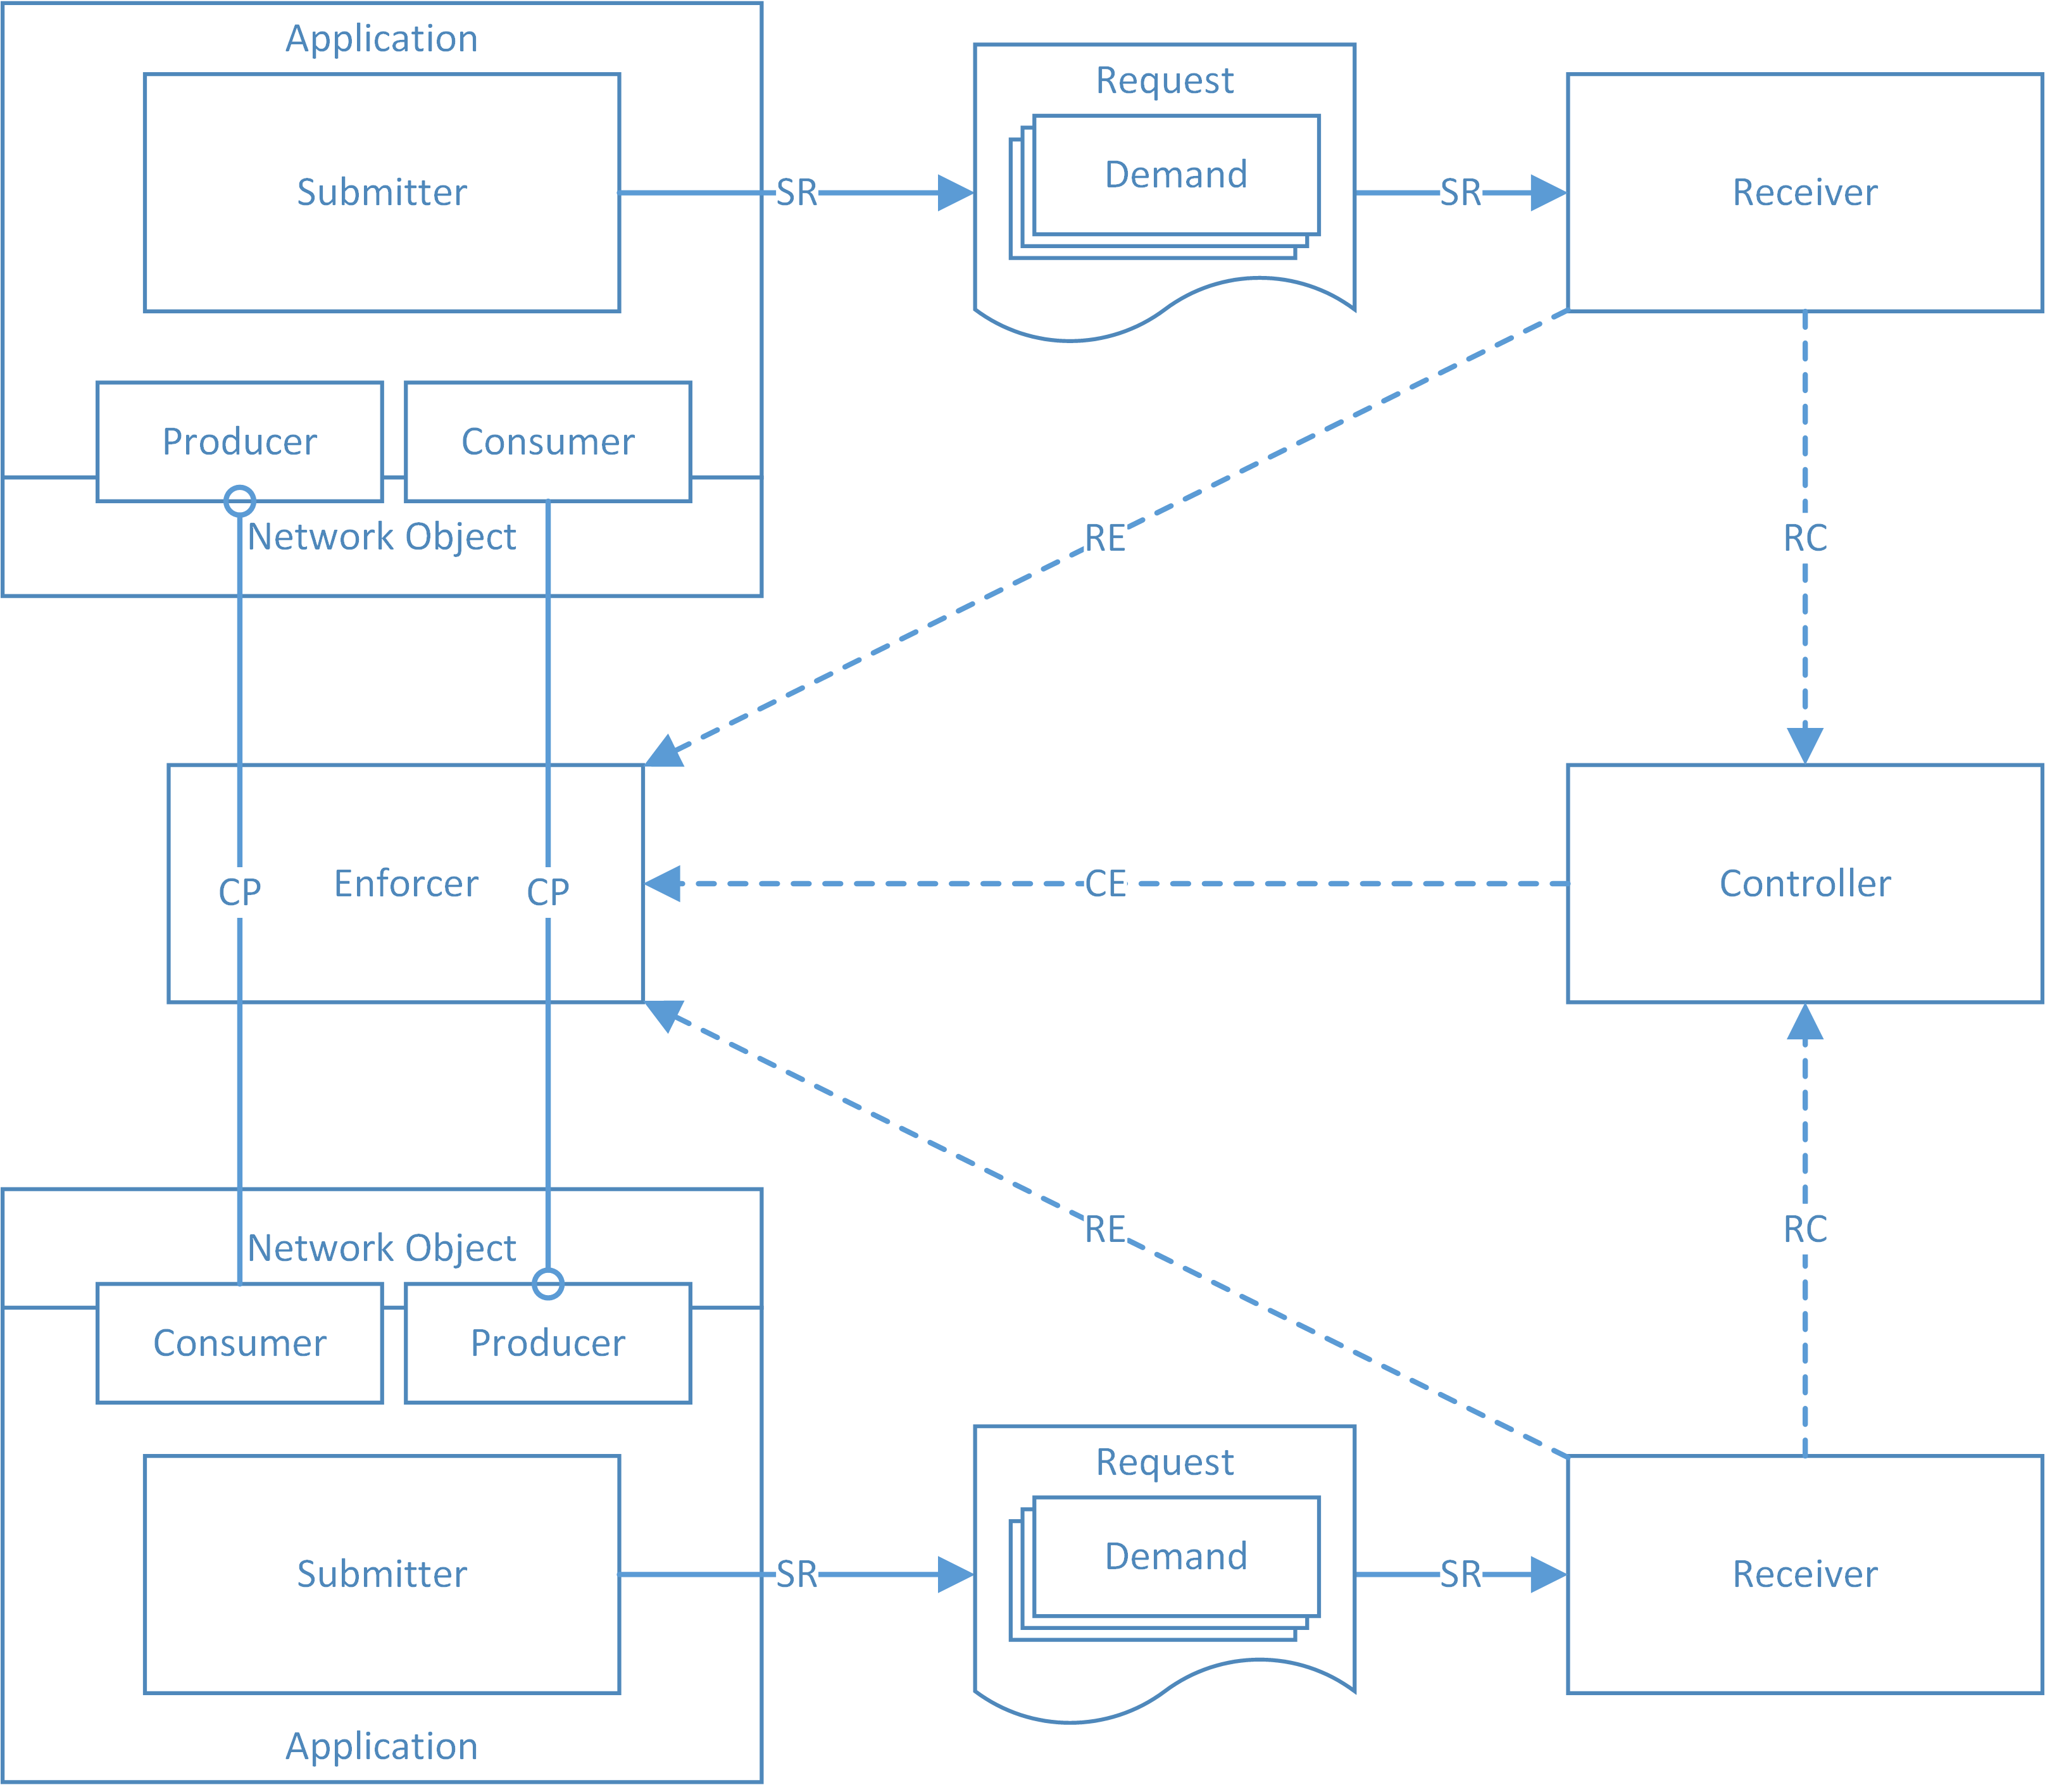 Application
Request
Demand
Submitter
SR
SR
Receiver
Producer
Consumer
Network Object
RE
RC
CP
Enforcer
CP
CE
Controller
RE
RC
Network Object
Consumer
Producer
Request
Demand
Submitter
SR
SR
Receiver
Application